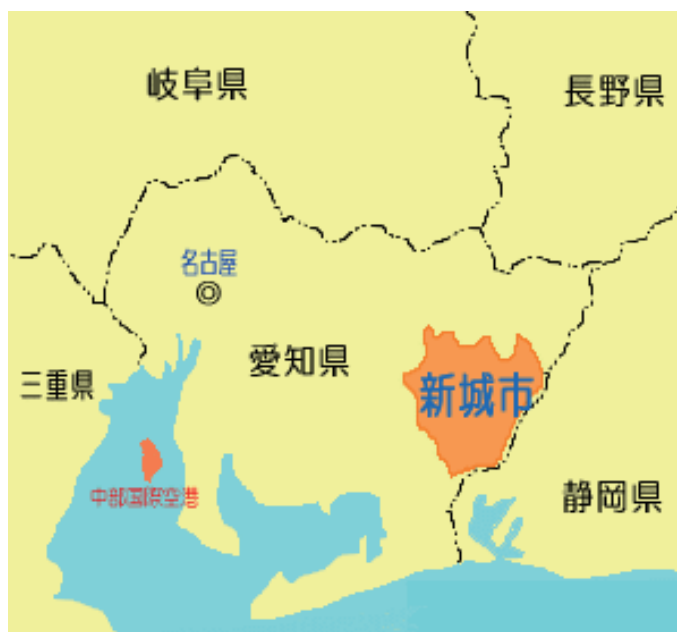 岐阜県
長野県
名古屋
愛知県
三重県
新城市
中部国際空港
静岡県